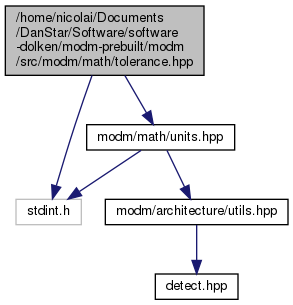 /home/nicolai/Documents
/DanStar/Software/software
-dolken/modm-prebuilt/modm
/src/modm/math/tolerance.hpp
modm/math/units.hpp
stdint.h
modm/architecture/utils.hpp
detect.hpp